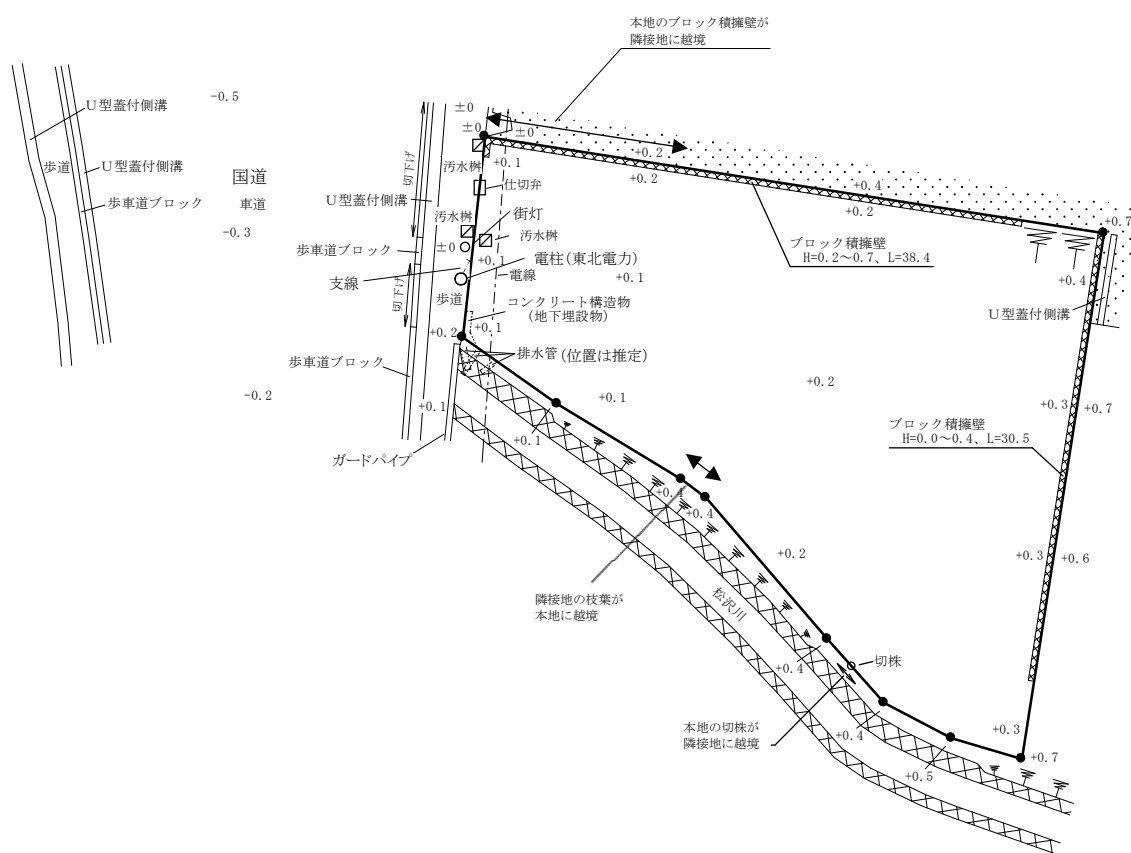 本地のブロック積擁壁が
隣接地に越境
U型蓋付側溝
-0.5
±0
±0
±0
+0.2
歩道
U型蓋付側溝
国道
汚水桝
+0.1
+0.2
+0.4
切下げ
仕切弁
歩車道ブロック
車道
U型蓋付側溝
汚水桝
街灯
+0.2
+0.7
-0.3
歩車道ブロック
±0
汚水桝
ブロック積擁壁
H=0.2～0.7、L=38.4
+0.1
電柱(東北電力)
支線
電線
+0.1
+0.4
切下げ
歩道
コンクリート構造物
(地下埋設物)
U型蓋付側溝
+0.2
+0.1
歩車道ブロック
排水管(位置は推定)
+0.2
-0.2
+0.1
+0.1
+0.3
+0.7
ブロック積擁壁
H=0.0～0.4、L=30.5
+0.1
ガードパイプ
+0.4
+0.4
+0.2
+0.3
+0.6
隣接地の枝葉が
本地に越境
松沢川
切株
+0.4
本地の切株が
隣接地に越境
+0.4
+0.3
+0.7
+0.5